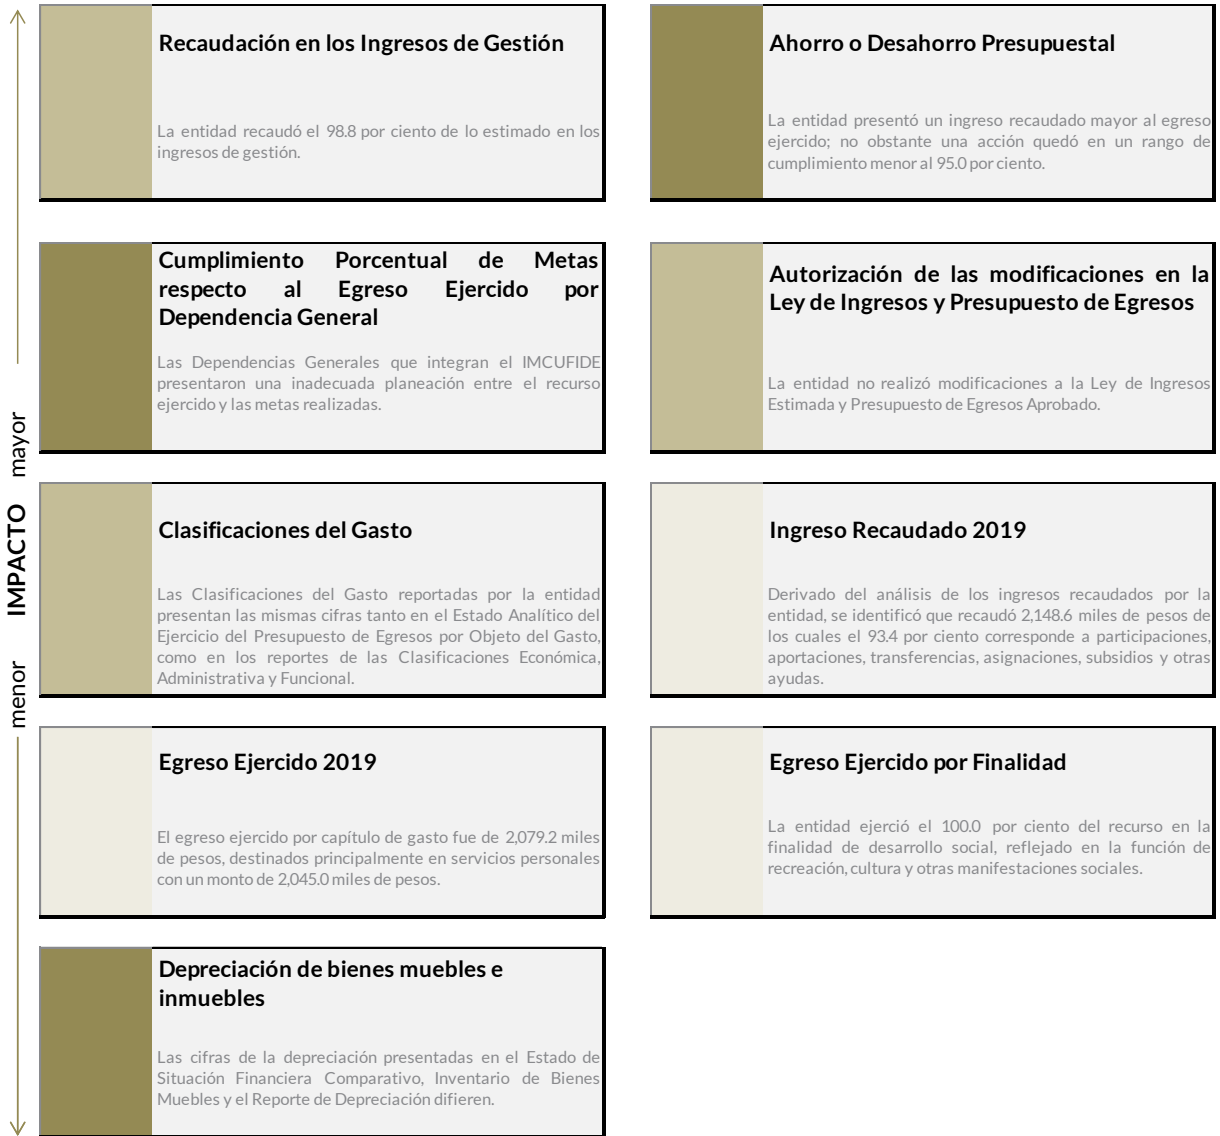 Recaudación en los Ingresos de Gestión
La entidad recaudó el 98.8 por ciento de lo estimado en los
ingresos de gestión.
Ahorro o Desahorro Presupuestal
La entidad presentó un ingreso recaudado mayor al egreso
ejercido; no obstante una acción quedó en un rango de
cumplimiento menor al 95.0 por ciento.
Cumplimiento Porcentual de Metas
respecto al Egreso Ejercido por
Dependencia General
Las Dependencias Generales que integran el IMCUFIDE
presentaron una inadecuada planeación entre el recurso
ejercido y las metas realizadas.
Autorización de las modificaciones en la
Ley de Ingresos y Presupuesto de Egresos
La entidad no realizó modificaciones a la Ley de Ingresos
Estimada y Presupuesto de Egresos Aprobado.
menor IMPACTO mayor
Clasificaciones del Gasto
Las Clasificaciones del Gasto reportadas por la entidad
presentan las mismas cifras tanto en el Estado Analítico del
Ejercicio del Presupuesto de Egresos por Objeto del Gasto,
como en los reportes de las Clasificaciones Económica,
Administrativa y Funcional.
Ingreso Recaudado 2019
Derivado del análisis de los ingresos recaudados por la
entidad, se identificó que recaudó 2,148.6 miles de pesos de
los cuales el 93.4 por ciento corresponde a participaciones,
aportaciones, transferencias, asignaciones, subsidios y otras
ayudas.
Egreso Ejercido 2019
El egreso ejercido por capítulo de gasto fue de 2,079.2 miles
de pesos, destinados principalmente en servicios personales
con un monto de 2,045.0 miles de pesos.
Egreso Ejercido por Finalidad
La entidad ejerció el 100.0 por ciento del recurso en la
finalidad de desarrollo social, reflejado en la función de
recreación, cultura y otras manifestaciones sociales.
Depreciación de bienes muebles e
inmuebles
Las cifras de la depreciación presentadas en el Estado de
Situación Financiera Comparativo, Inventario de Bienes
Muebles y el Reporte de Depreciación difieren.